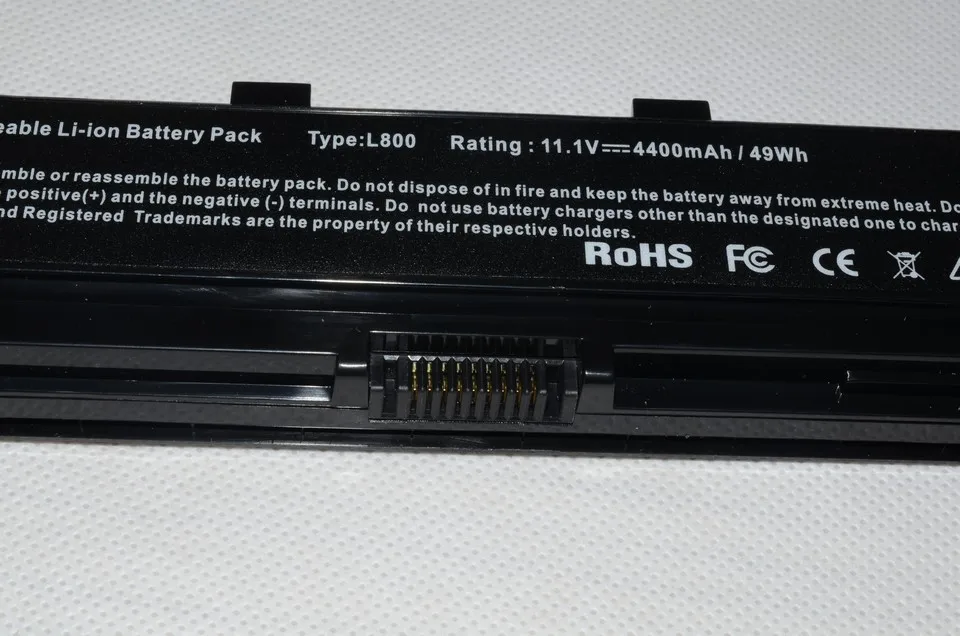 eable Li-ion Battery Pack Type:L800 Rating : 11.1V⎓4400mAh / 49Wh
mble or reassemble the battery pack. Do not dispose of in fire and keep the battery away from extreme heat. Do
positive(+) and the negative (-) terminals. Do not use battery chargers other than the designated one to char
nd Registered Trademarks are the property of their respective holders.
RoHS FC CE